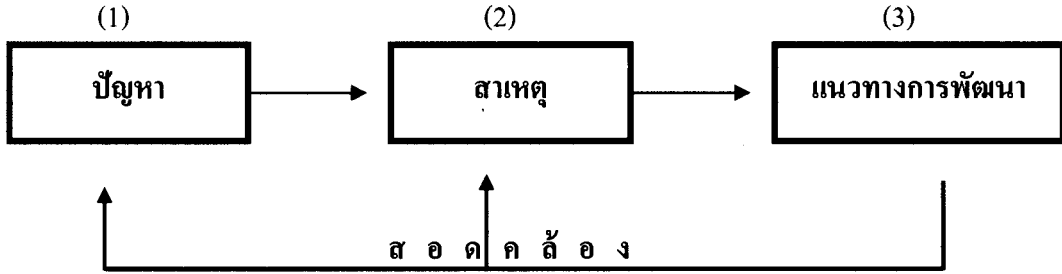 (1) (2) (3)
ปัญหา สาเหตุ แนวทางการพัฒนา
ส อ ด ค ล้ อ ง